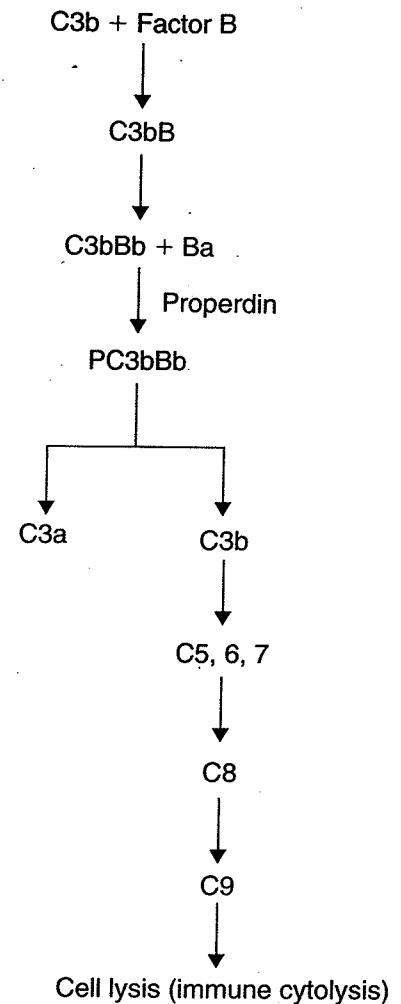 C3b + Factor B
C3bB
C3bBb + Ba
Properdin
PC3bBb
C3a
C3b
C5, 6, 7
C8
C9
Cell lysis (immune cytolysis)